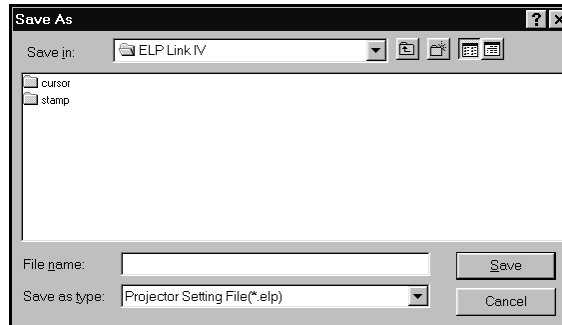 Save As
Save in: ELP Link IV
cursor
stamp
File name: Save
Save as type: Projector Setting File(*.elp) Cancel